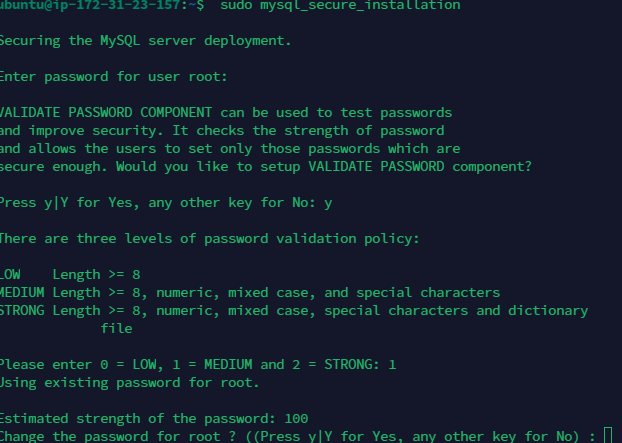 ubuntu@ip-172-31-23-157:~$  sudo mysql_secure_installation
Securing the MySQL server deployment.
Enter password for user root:
VALIDATE PASSWORD COMPONENT can be used to test passwords
and improve security. It checks the strength of password
and allows the users to set only those passwords which are
secure enough. Would you like to setup VALIDATE PASSWORD component?
Press y|Y for Yes, any other key for No: y
There are three levels of password validation policy:
LOW    Length >= 8
MEDIUM Length >= 8, numeric, mixed case, and special characters
STRONG Length >= 8, numeric, mixed case, special characters and dictionary
file
Please enter 0 = LOW, 1 = MEDIUM and 2 = STRONG: 1
Using existing password for root.
Estimated strength of the password: 100
Change the password for root ? ((Press y|Y for Yes, any other key for No) :